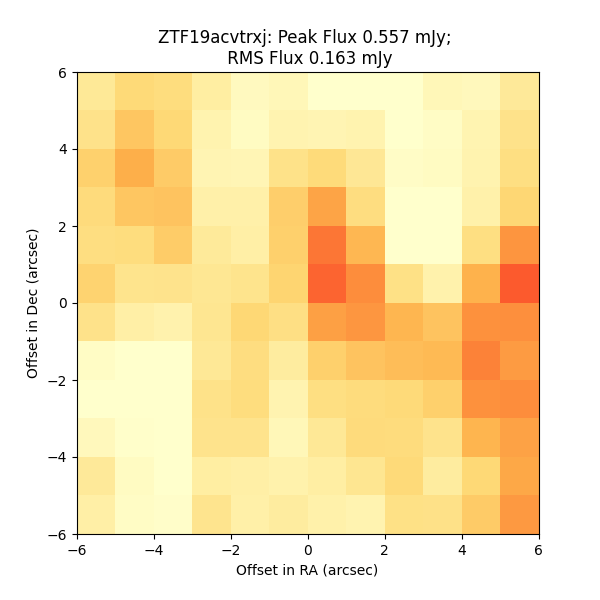 ZTF19acvtrxj: Peak Flux 0.557 mJy;
RMS Flux 0.163 mJy
6
4
2
0
−2
−4
−6
Offset in Dec (arcsec)
−6 −4 −2 0 2 4 6
Offset in RA (arcsec)